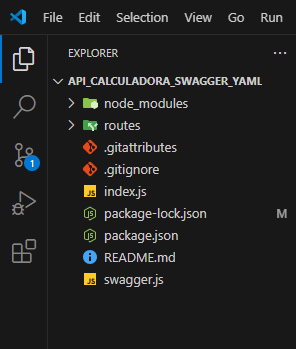 File Edit Selection View Go Run
EXPLORER
API_CALCULADORA_SWAGGER_YAML
node_modules
routes
.gitattributes
.gitignore
JS index.js
package-lock.json M
package.json
README.md
JS swagger.js
1